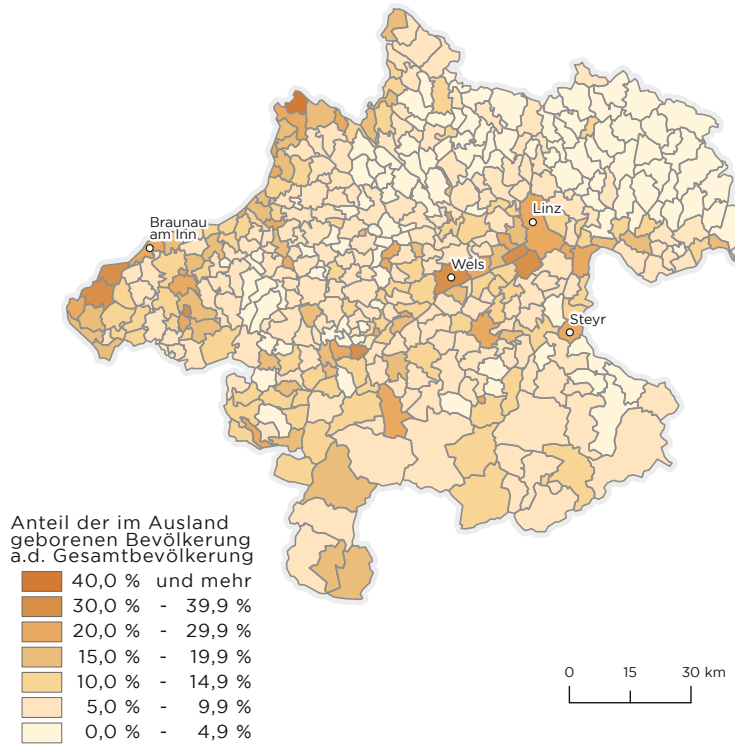 Braunau
am Inn
Linz
Wels
Steyr
Anteil der im Ausland
geborenen Bevölkerung
a.d. Gesamtbevölkerung
40,0 % und mehr
30,0 % - 39,9 %
20,0 % - 29,9 %
15,0 % - 19,9 %
10,0 % - 14,9 %
5,0 % - 9,9 %
0,0 % - 4,9 %
0 15 30 km